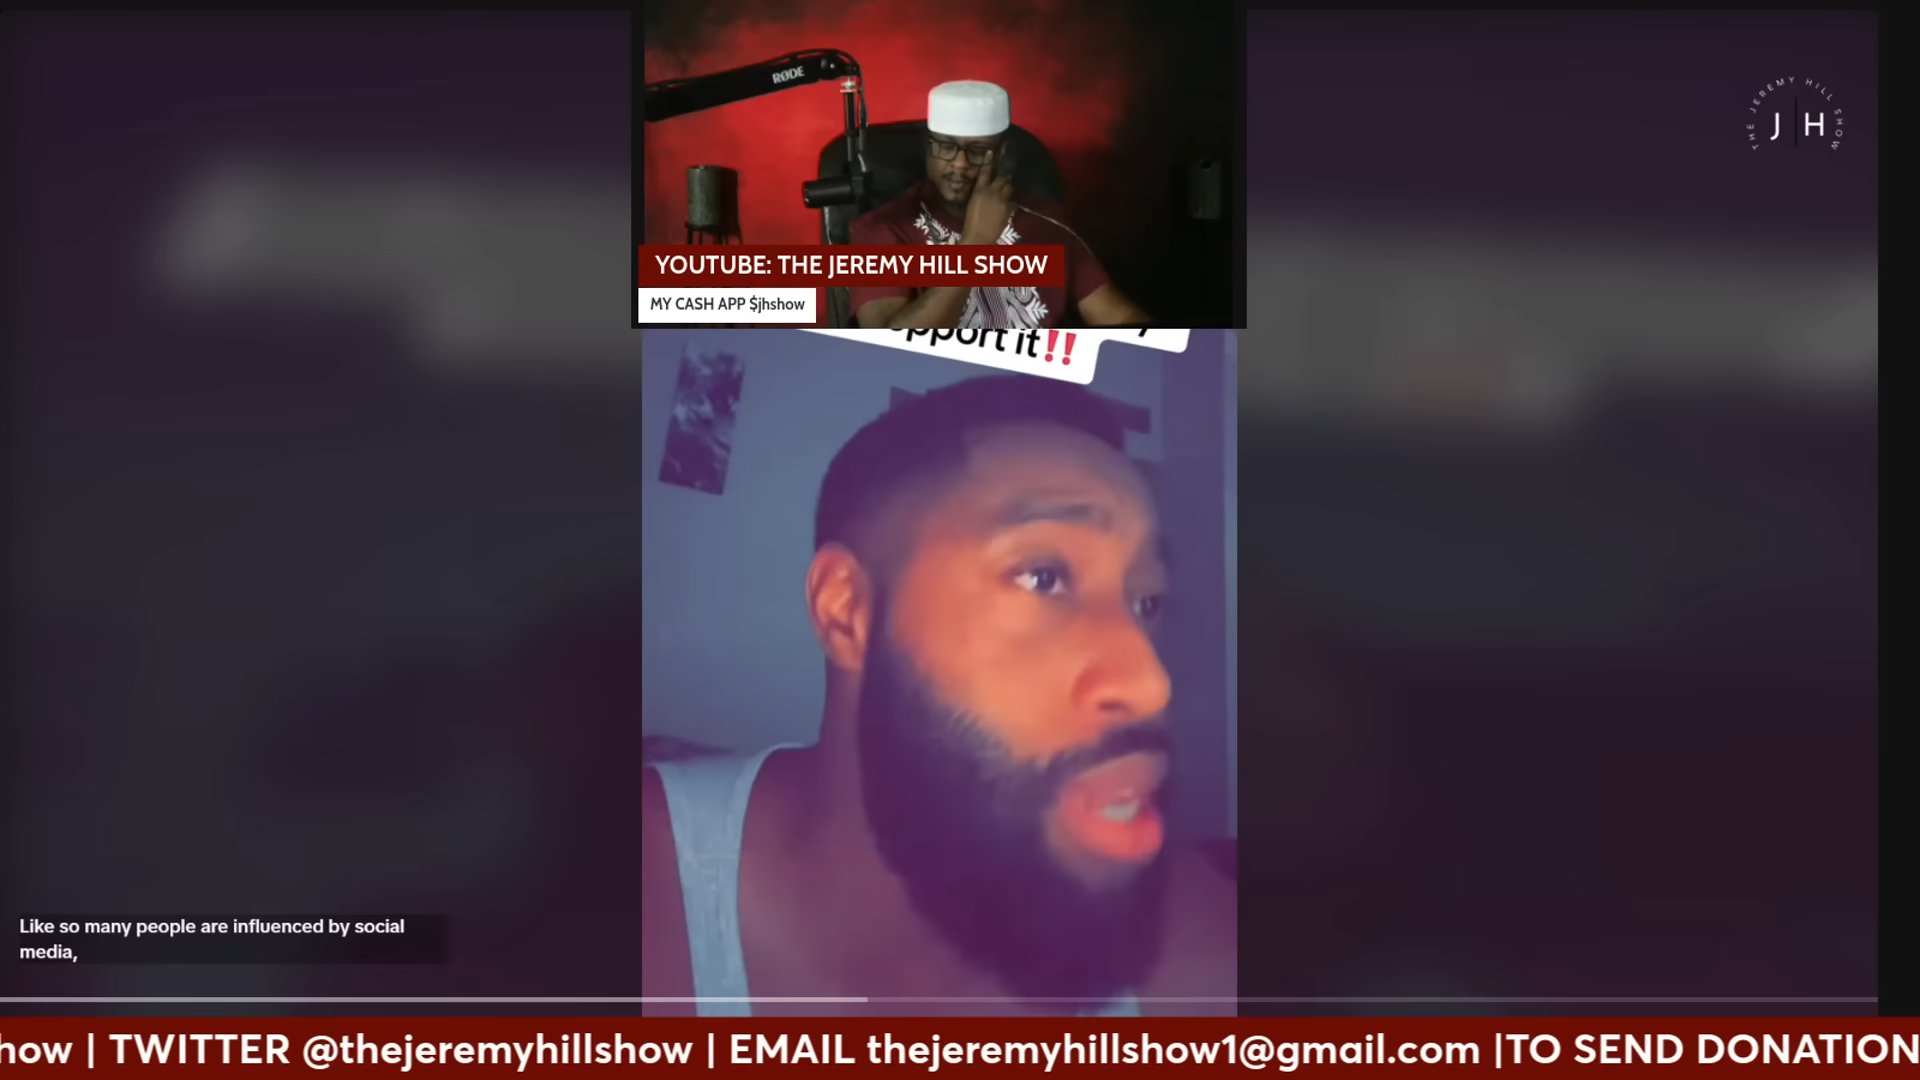 RØDE
THE JEREMY HILL SHOW
J H
YOUTUBE: THE JEREMY HILL SHOW
MY CASH APP $jhshow
support it‼️
Like so many people are influenced by social
media,
how | TWITTER @thejeremyhillshow | EMAIL thejeremyhillshow1@gmail.com |TO SEND DONATION